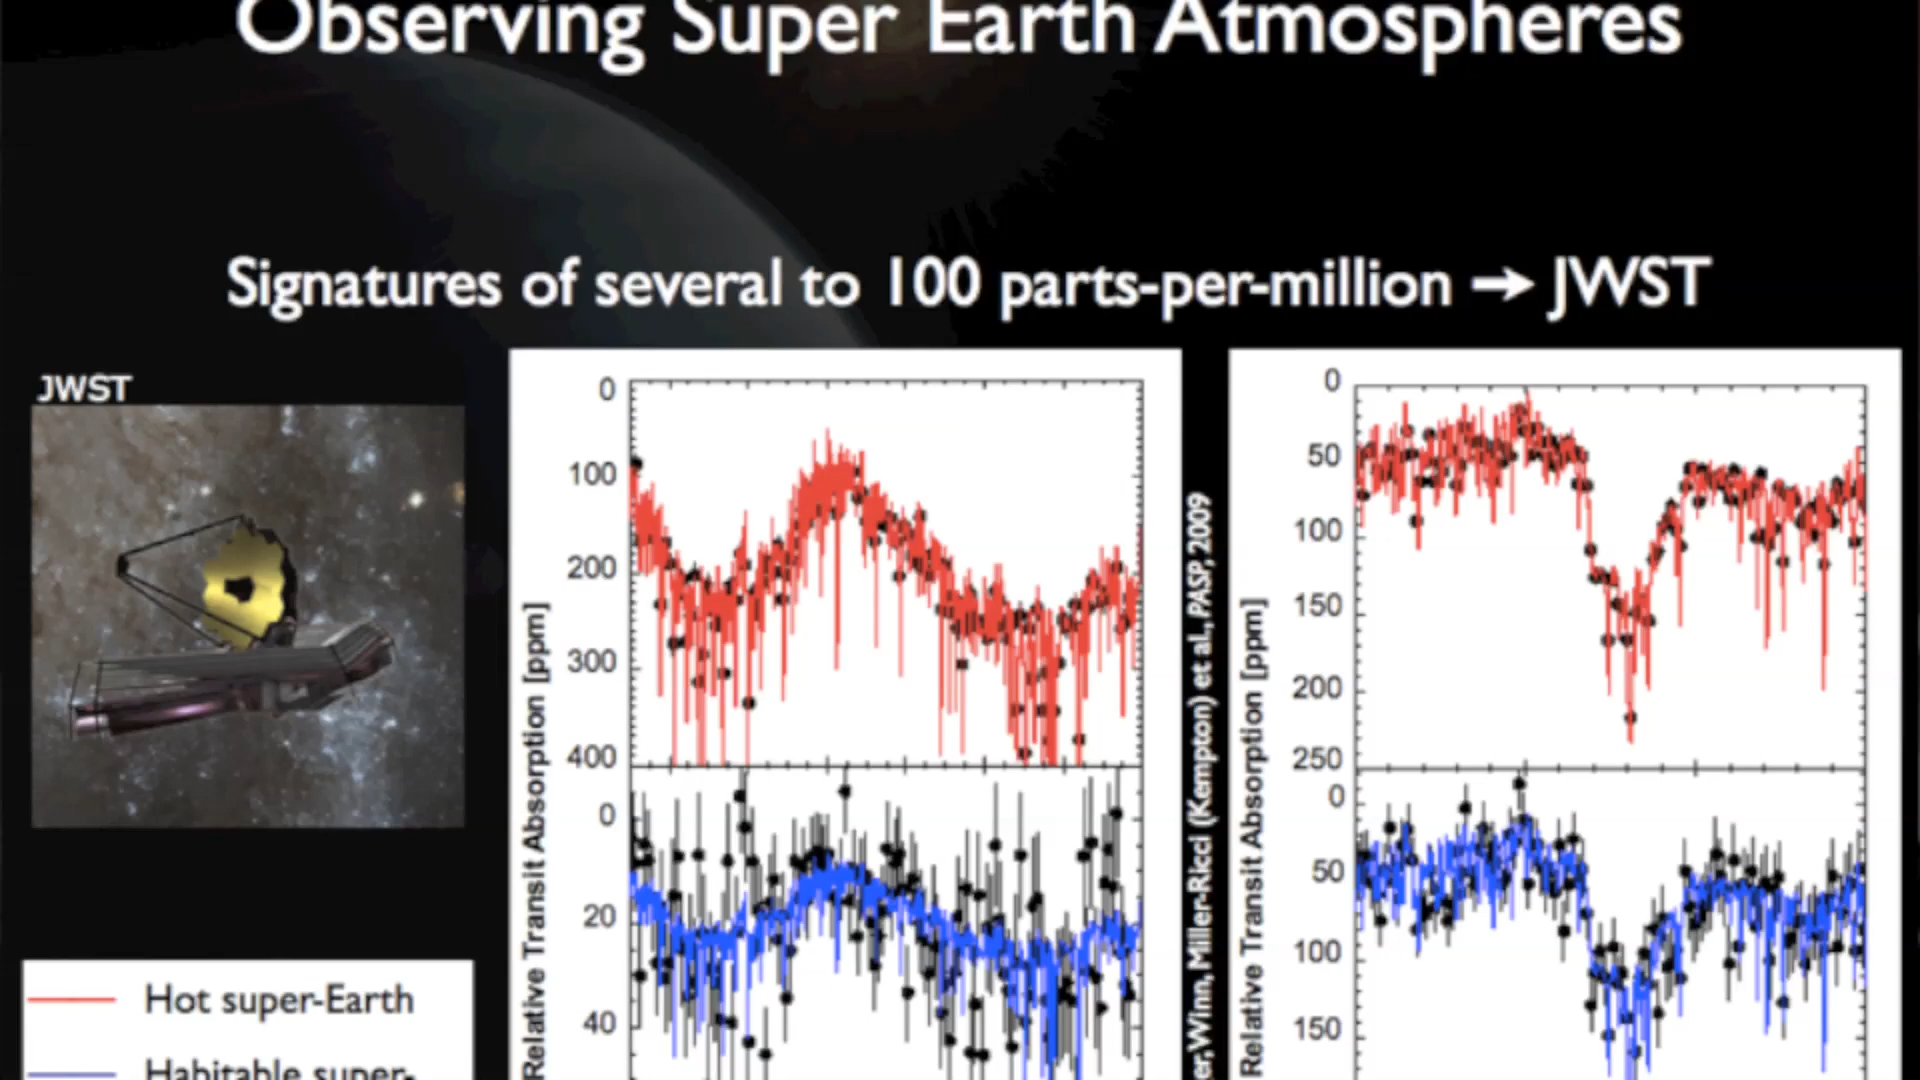 Observing Super Earth Atmospheres
Signatures of several to 100 parts-per-million → JWST
JWST
Hot super-Earth
Habitable super-
Relative Transit Absorption [ppm]
0
100
200
300
400
0
20
40
Winn, Miller-Ricci (Kempton) et al., PASP, 2009
Relative Transit Absorption [ppm]
0
50
100
150
200
250
0
50
100
150